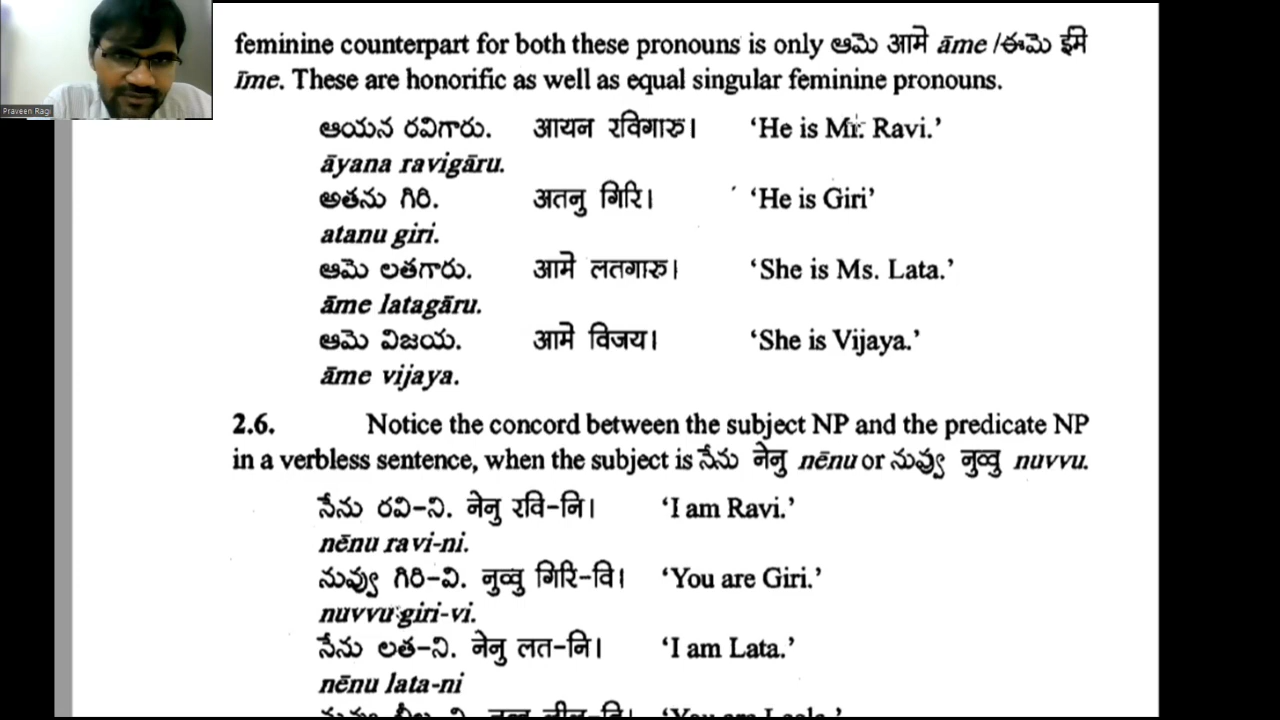 Praveen Ragi
feminine counterpart for both these pronouns is only ఆమె आमे āme /ఈమె ईमे
īme. These are honorific as well as equal singular feminine pronouns.
ఆయన రవిగారు. आयन रविगारु। ‘He is Mr. Ravi.’
āyana ravigāru.
అతను గిరి. अतनु गिरि। ‘He is Giri’
atanu giri.
ఆమె లతగారు. आमे लतगारु। ‘She is Ms. Lata.’
āme latagāru.
ఆమె విజయ. आमे विजय। ‘She is Vijaya.’
āme vijaya.
2.6. Notice the concord between the subject NP and the predicate NP
in a verbless sentence, when the subject is నేను नेनु nēnu or నువ్వు नुव्वु nuvvu.
నేను రవి-ని. नेनु रवि-नि। ‘I am Ravi.’
nēnu ravi-ni.
నువ్వు గిరి-వి. नुव्वु गिरि-वि। ‘You are Giri.’
nuvvu giri-vi.
నేను లత-ని. नेनु लत-नि। ‘I am Lata.’
nēnu lata-ni